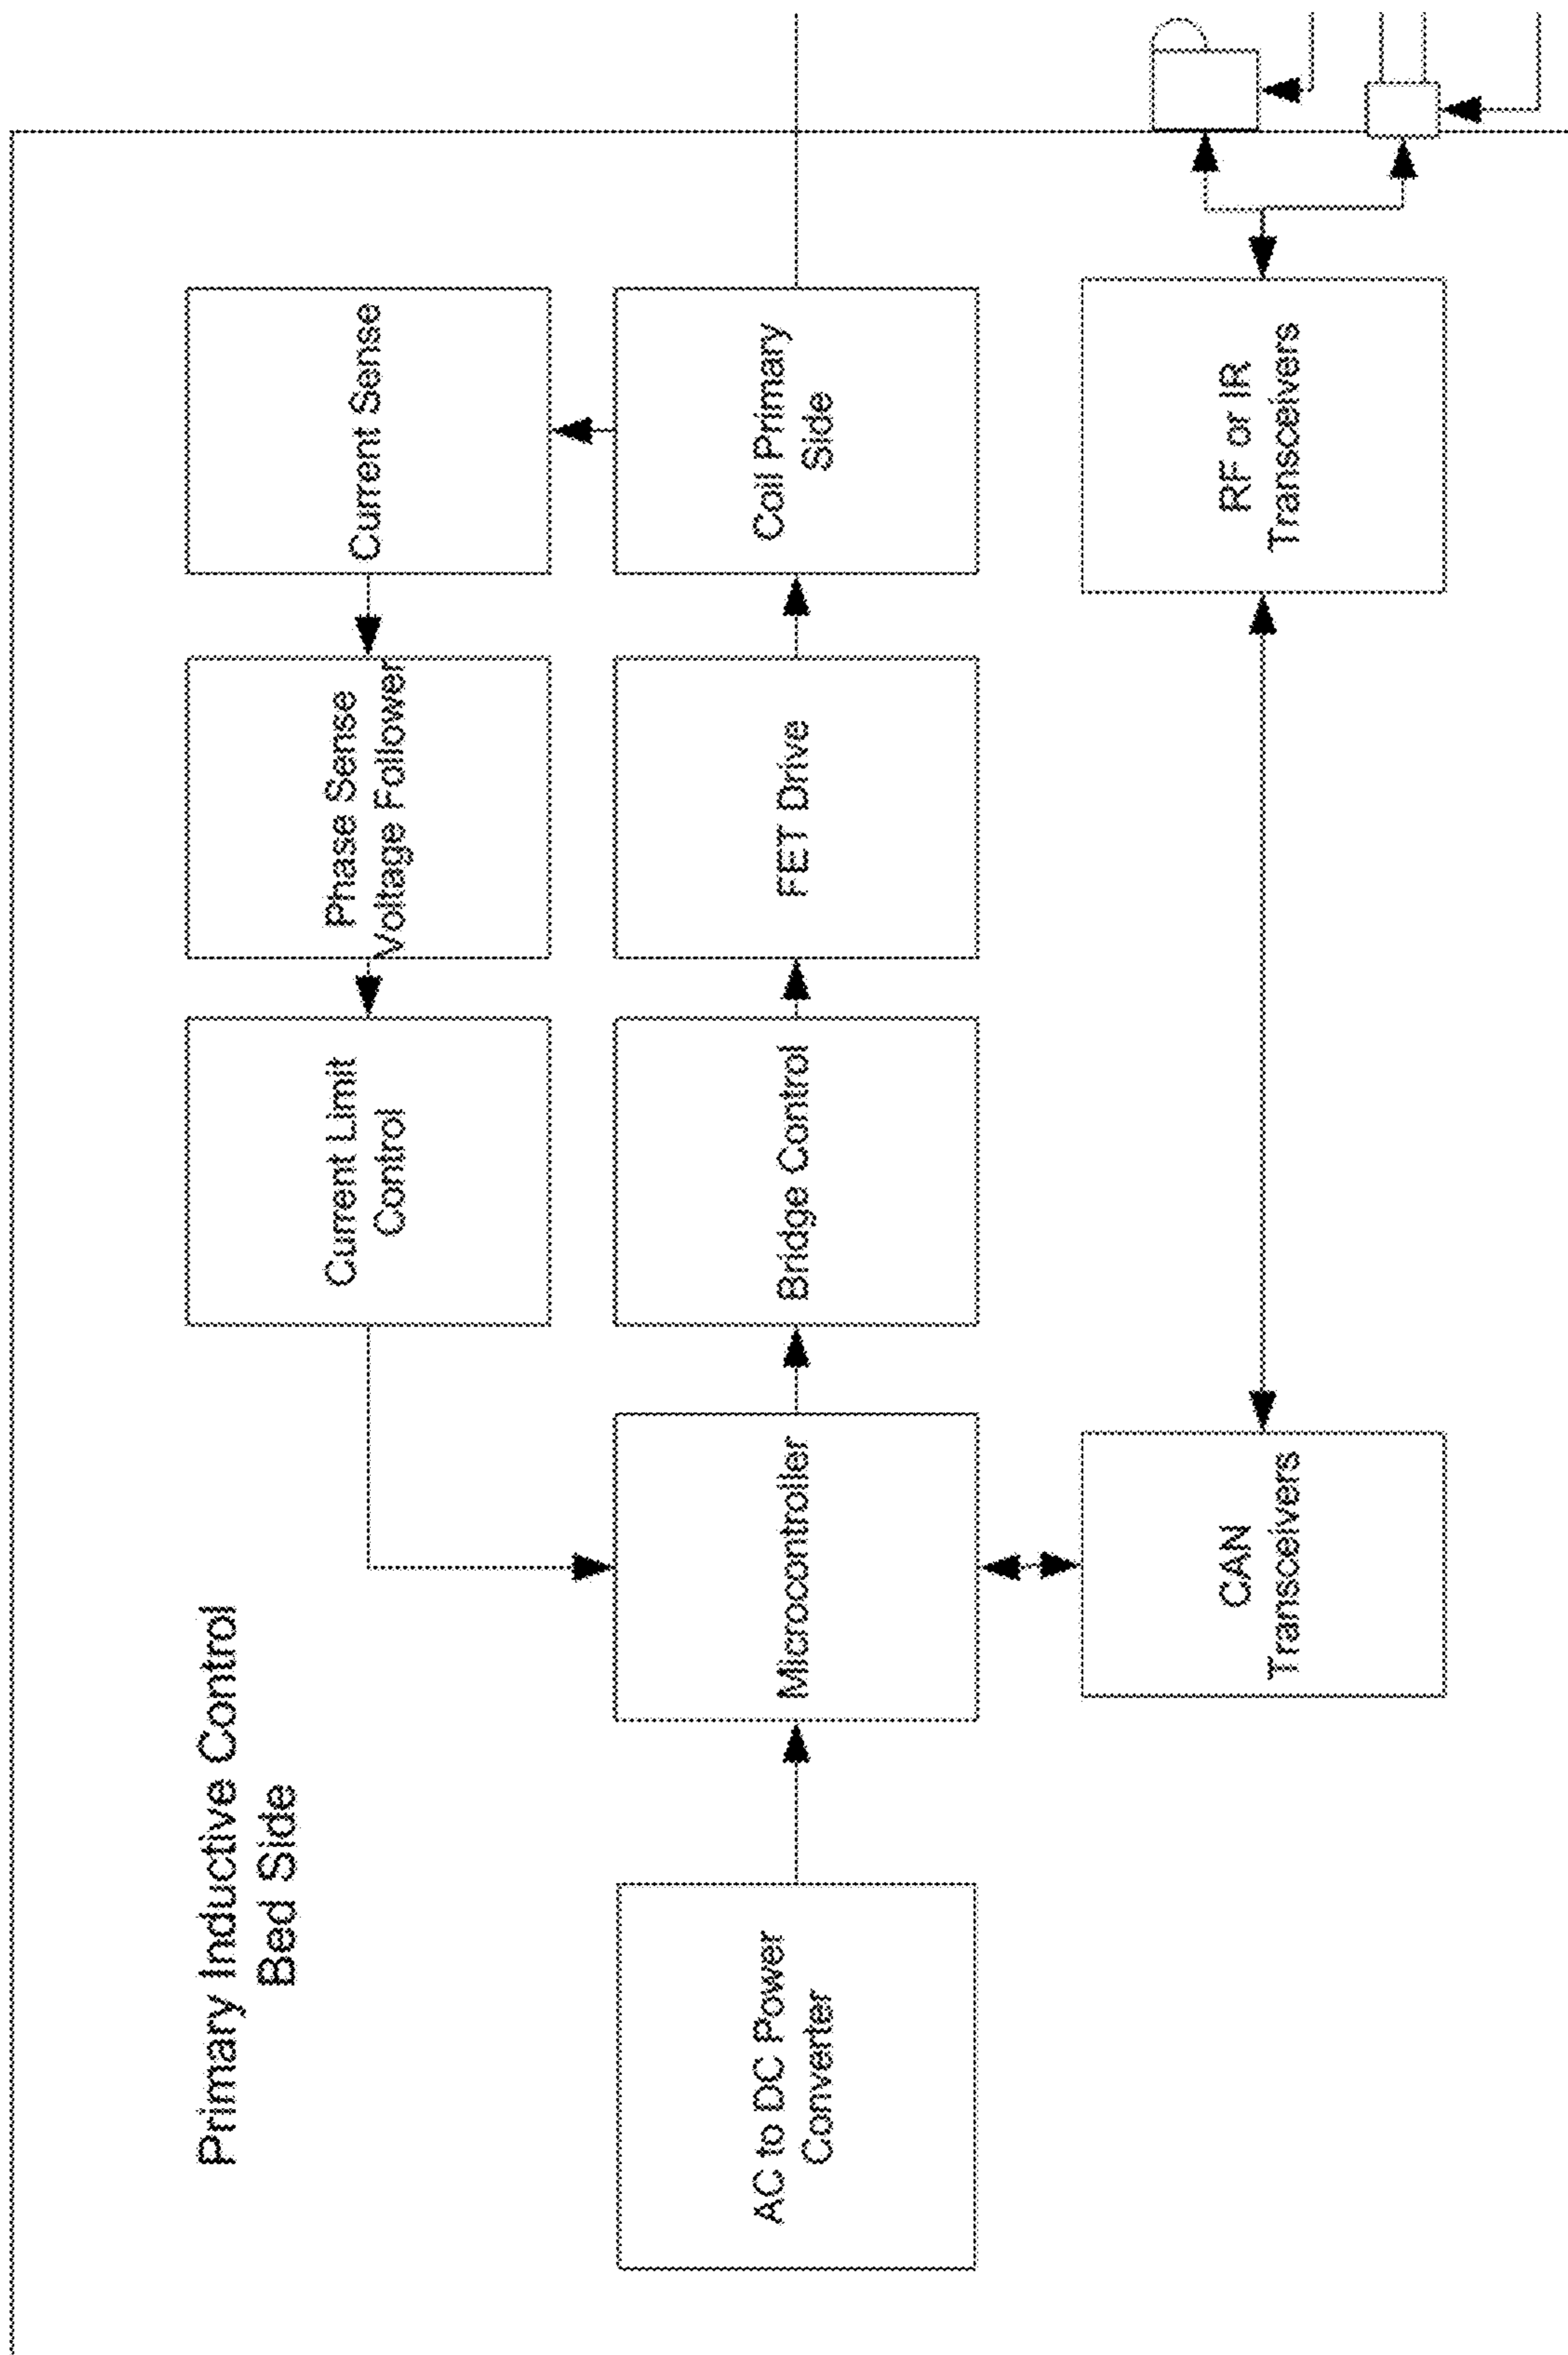 Primary Inductive Control
Bed Side
Current Limit
Control
Phase Sense
Voltage Follower
Current Sense
AC to DC Power
Converter
Microcontroller
Bridge Control
FET Drive
Coil Primary
Side
CAN
Transceivers
RF or IR
Transceivers